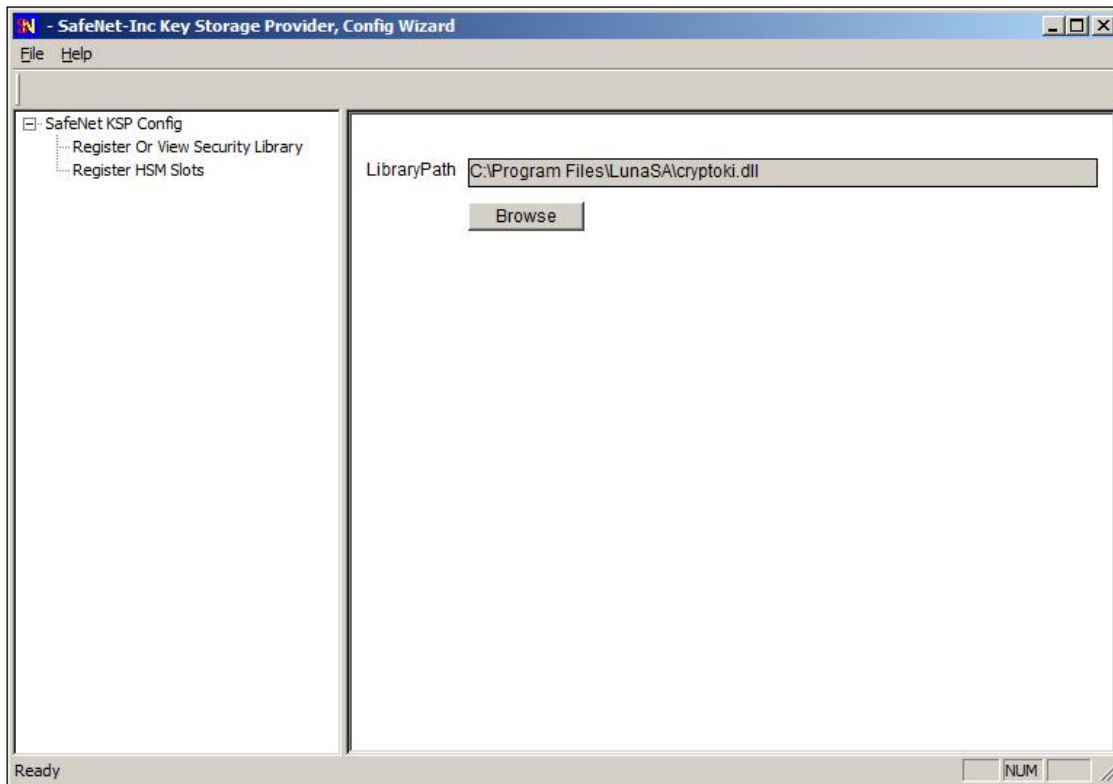 - SafeNet-Inc Key Storage Provider, Config Wizard
File Help
SafeNet KSP Config
Register Or View Security Library
Register HSM Slots
LibraryPath C:\Program Files\LunaSA\cryptoki.dll
Browse
Ready NUM